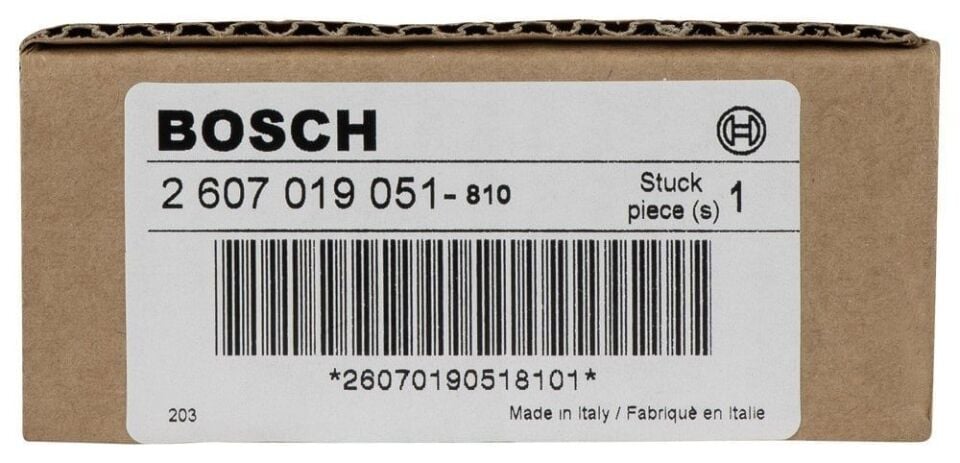 BOSCH
2 607 019 051-810
Stuck
piece (s) 1
*26070190518101*
203
Made in Italy / Fabriquè en Italie